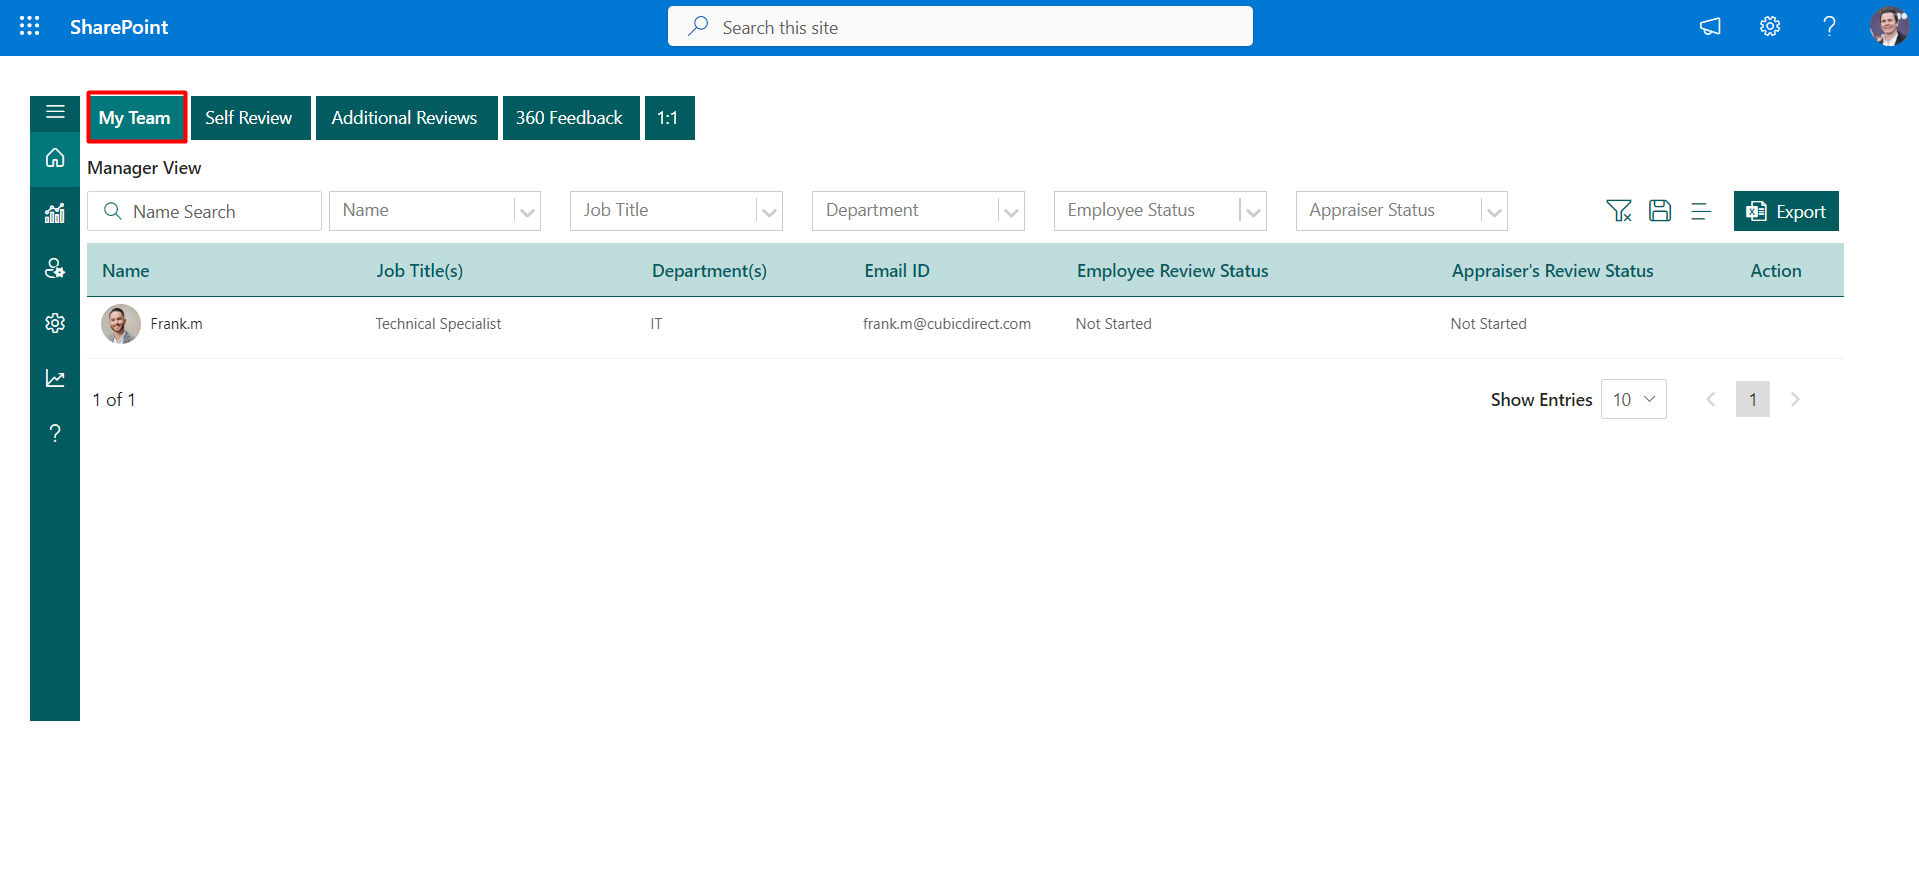 SharePoint
Search this site
My Team Self Review Additional Reviews 360 Feedback 1:1
Manager View
Name Search Name Job Title Department Employee Status Appraiser Status Export
Name Job Title(s) Department(s) Email ID Employee Review Status Appraiser's Review Status Action
Frank.m Technical Specialist IT frank.m@cubicdirect.com Not Started Not Started
1 of 1 Show Entries 10 1